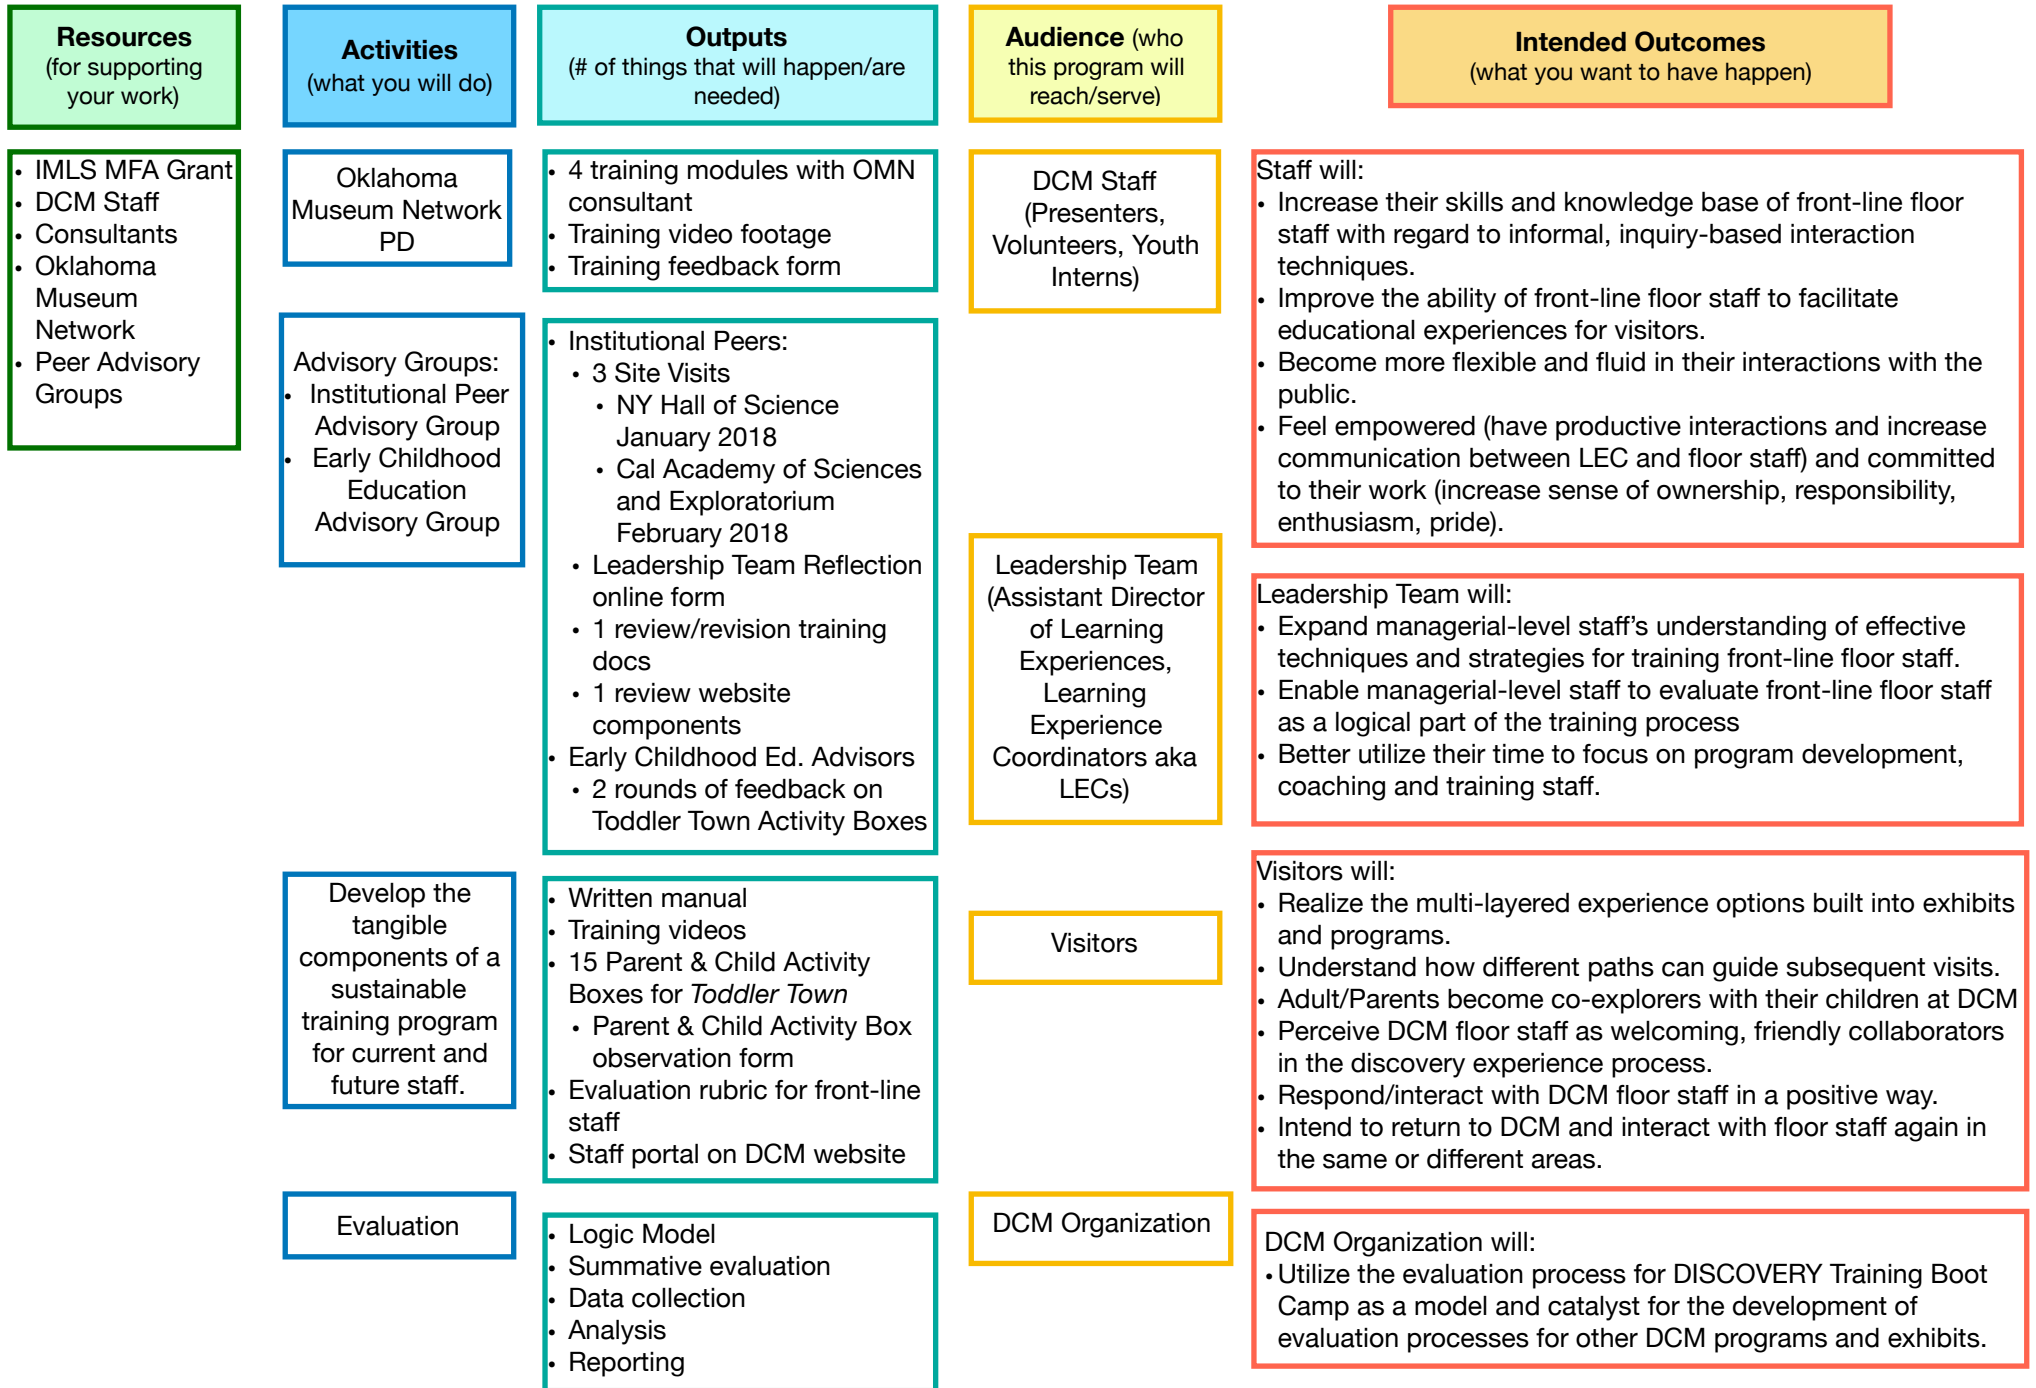 Resources
(for supporting
your work)
Activities
(what you will do)
Outputs
(# of things that will happen/are
needed)
Audience (who
this program will
reach/serve)
Intended Outcomes
(what you want to have happen)
• IMLS MFA Grant
• DCM Staff
• Consultants
• Oklahoma
Museum
Network
• Peer Advisory
Groups
Oklahoma
Museum Network
PD
Advisory Groups:
• Institutional Peer
Advisory Group
• Early Childhood
Education
Advisory Group
Develop the
tangible
components of a
sustainable
training program
for current and
future staff.
Evaluation
• 4 training modules with OMN
consultant
• Training video footage
• Training feedback form
• Institutional Peers:
• 3 Site Visits
• NY Hall of Science
January 2018
• Cal Academy of Sciences
and Exploratorium
February 2018
• Leadership Team Reflection
online form
• 1 review/revision training
docs
• 1 review website
components
• Early Childhood Ed. Advisors
• 2 rounds of feedback on
Toddler Town Activity Boxes
• Written manual
• Training videos
• 15 Parent & Child Activity
Boxes for Toddler Town
• Parent & Child Activity Box
observation form
• Evaluation rubric for front-line
staff
• Staff portal on DCM website
• Logic Model
• Summative evaluation
• Data collection
• Analysis
• Reporting
DCM Staff
(Presenters,
Volunteers, Youth
Interns)
Leadership Team
(Assistant Director
of Learning
Experiences,
Learning
Experience
Coordinators aka
LECs)
Visitors
DCM Organization
Staff will:
• Increase their skills and knowledge base of front-line floor
staff with regard to informal, inquiry-based interaction
techniques.
• Improve the ability of front-line floor staff to facilitate
educational experiences for visitors.
• Become more flexible and fluid in their interactions with the
public.
• Feel empowered (have productive interactions and increase
communication between LEC and floor staff) and committed
to their work (increase sense of ownership, responsibility,
enthusiasm, pride).
Leadership Team will:
• Expand managerial-level staff's understanding of effective
techniques and strategies for training front-line floor staff.
• Enable managerial-level staff to evaluate front-line floor staff
as a logical part of the training process
• Better utilize their time to focus on program development,
coaching and training staff.
Visitors will:
• Realize the multi-layered experience options built into exhibits
and programs.
• Understand how different paths can guide subsequent visits.
• Adult/Parents become co-explorers with their children at DCM
• Perceive DCM floor staff as welcoming, friendly collaborators
in the discovery experience process.
• Respond/interact with DCM floor staff in a positive way.
• Intend to return to DCM and interact with floor staff again in
the same or different areas.
DCM Organization will:
• Utilize the evaluation process for DISCOVERY Training Boot
Camp as a model and catalyst for the development of
evaluation processes for other DCM programs and exhibits.